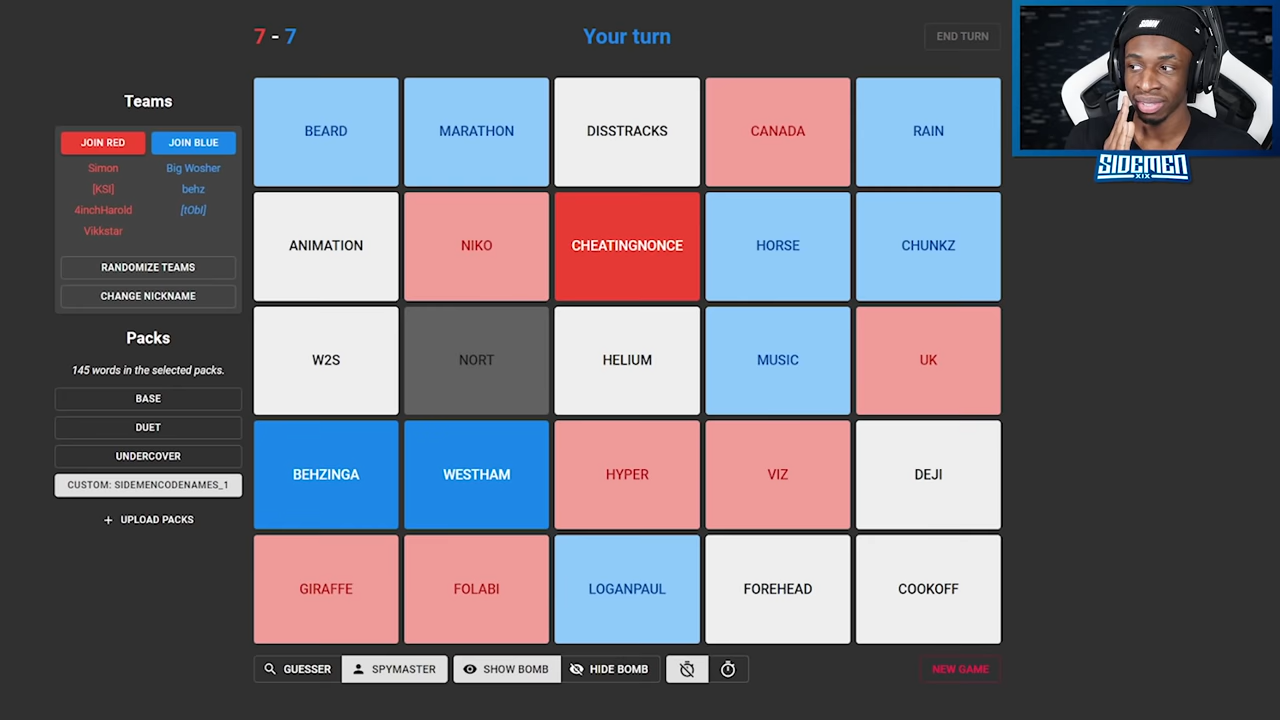 7 - 7
Your turn
END TURN
Teams
JOIN RED
JOIN BLUE
Simon
Big Wosher
[KSI]
behz
4inchHarold
[tObI]
Vikkstar
RANDOMIZE TEAMS
CHANGE NICKNAME
Packs
145 words in the selected packs.
BASE
DUET
UNDERCOVER
CUSTOM: SIDEMENCODENAMES_1
+ UPLOAD PACKS
BEARD
MARATHON
DISSTRACKS
CANADA
RAIN
ANIMATION
NIKO
CHEATINGNONCE
HORSE
CHUNKZ
W2S
NORT
HELIUM
MUSIC
UK
BEHZINGA
WESTHAM
HYPER
VIZ
DEJI
GIRAFFE
FOLABI
LOGANPAUL
FOREHEAD
COOKOFF
GUESSER
SPYMASTER
SHOW BOMB
HIDE BOMB
NEW GAME
SIDEMEN
XIX